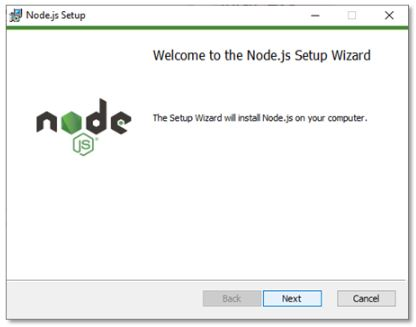 Node.js Setup
Welcome to the Node.js Setup Wizard
node
JS
The Setup Wizard will install Node.js on your computer.
Back
Next
Cancel